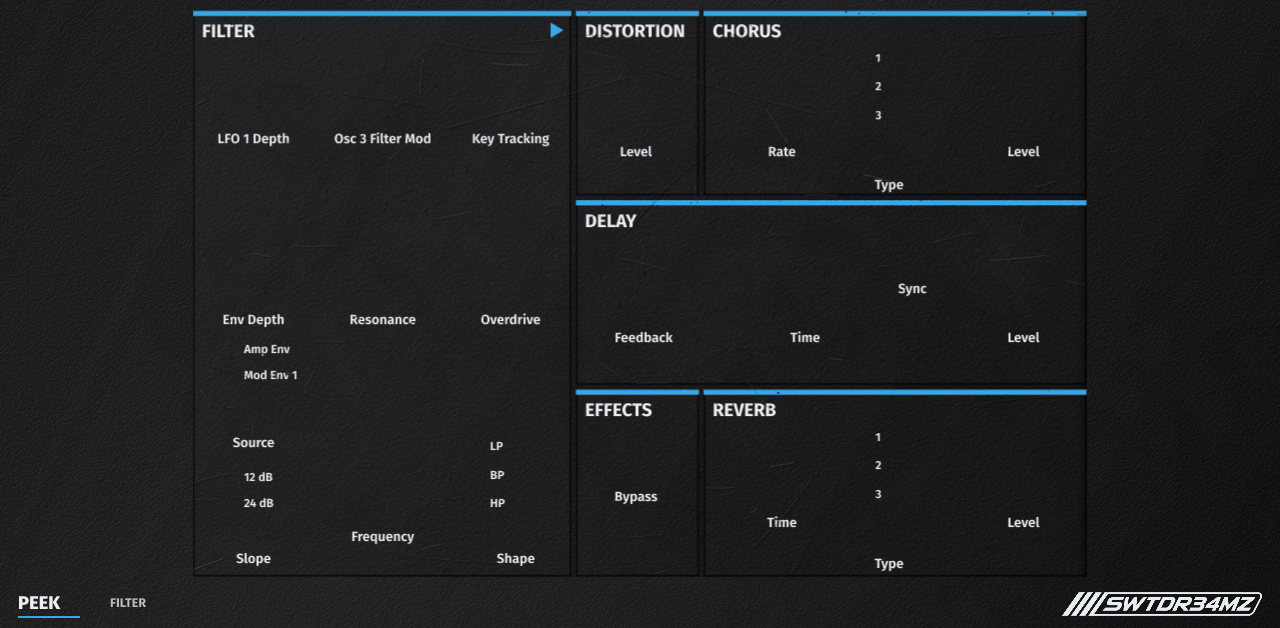 FILTER
LFO 1 Depth
Osc 3 Filter Mod
Key Tracking
Env Depth
Resonance
Overdrive
Amp Env
Mod Env 1
Source
LP
12 dB
BP
24 dB
HP
Frequency
Slope
Shape
DISTORTION
Level
CHORUS
1
2
3
Rate
Level
Type
DELAY
Sync
Feedback
Time
Level
EFFECTS
Bypass
REVERB
1
2
3
Time
Level
Type
PEEK
FILTER
SWTDR34MZ